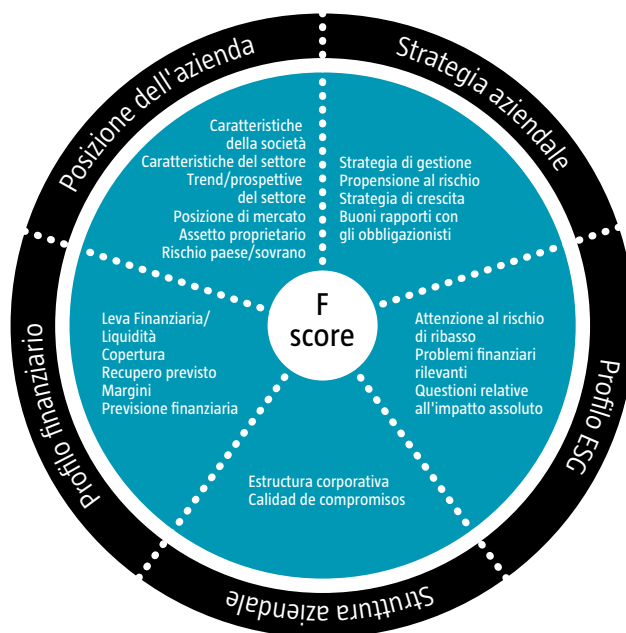 Posizione dell'azienda
Strategia aziendale
Caratteristiche
della società
Caratteristiche del settore
Trend/prospettive
del settore
Posizione di mercato
Assetto proprietario
Rischio paese/sovrano
Strategia di gestione
Propensione al rischio
Strategia di crescita
Buoni rapporti con
gli obbligazionisti
F
score
Profilo finanziario
Leva Finanziaria/
Liquidità
Copertura
Recupero previsto
Margini
Previsione finanziaria
Attenzione al rischio
di ribasso
Problemi finanziari
rilevanti
Questioni relative
all'impatto assoluto
Profilo ESG
Estructura corporativa
Calidad de compromisos
Struttura aziendale